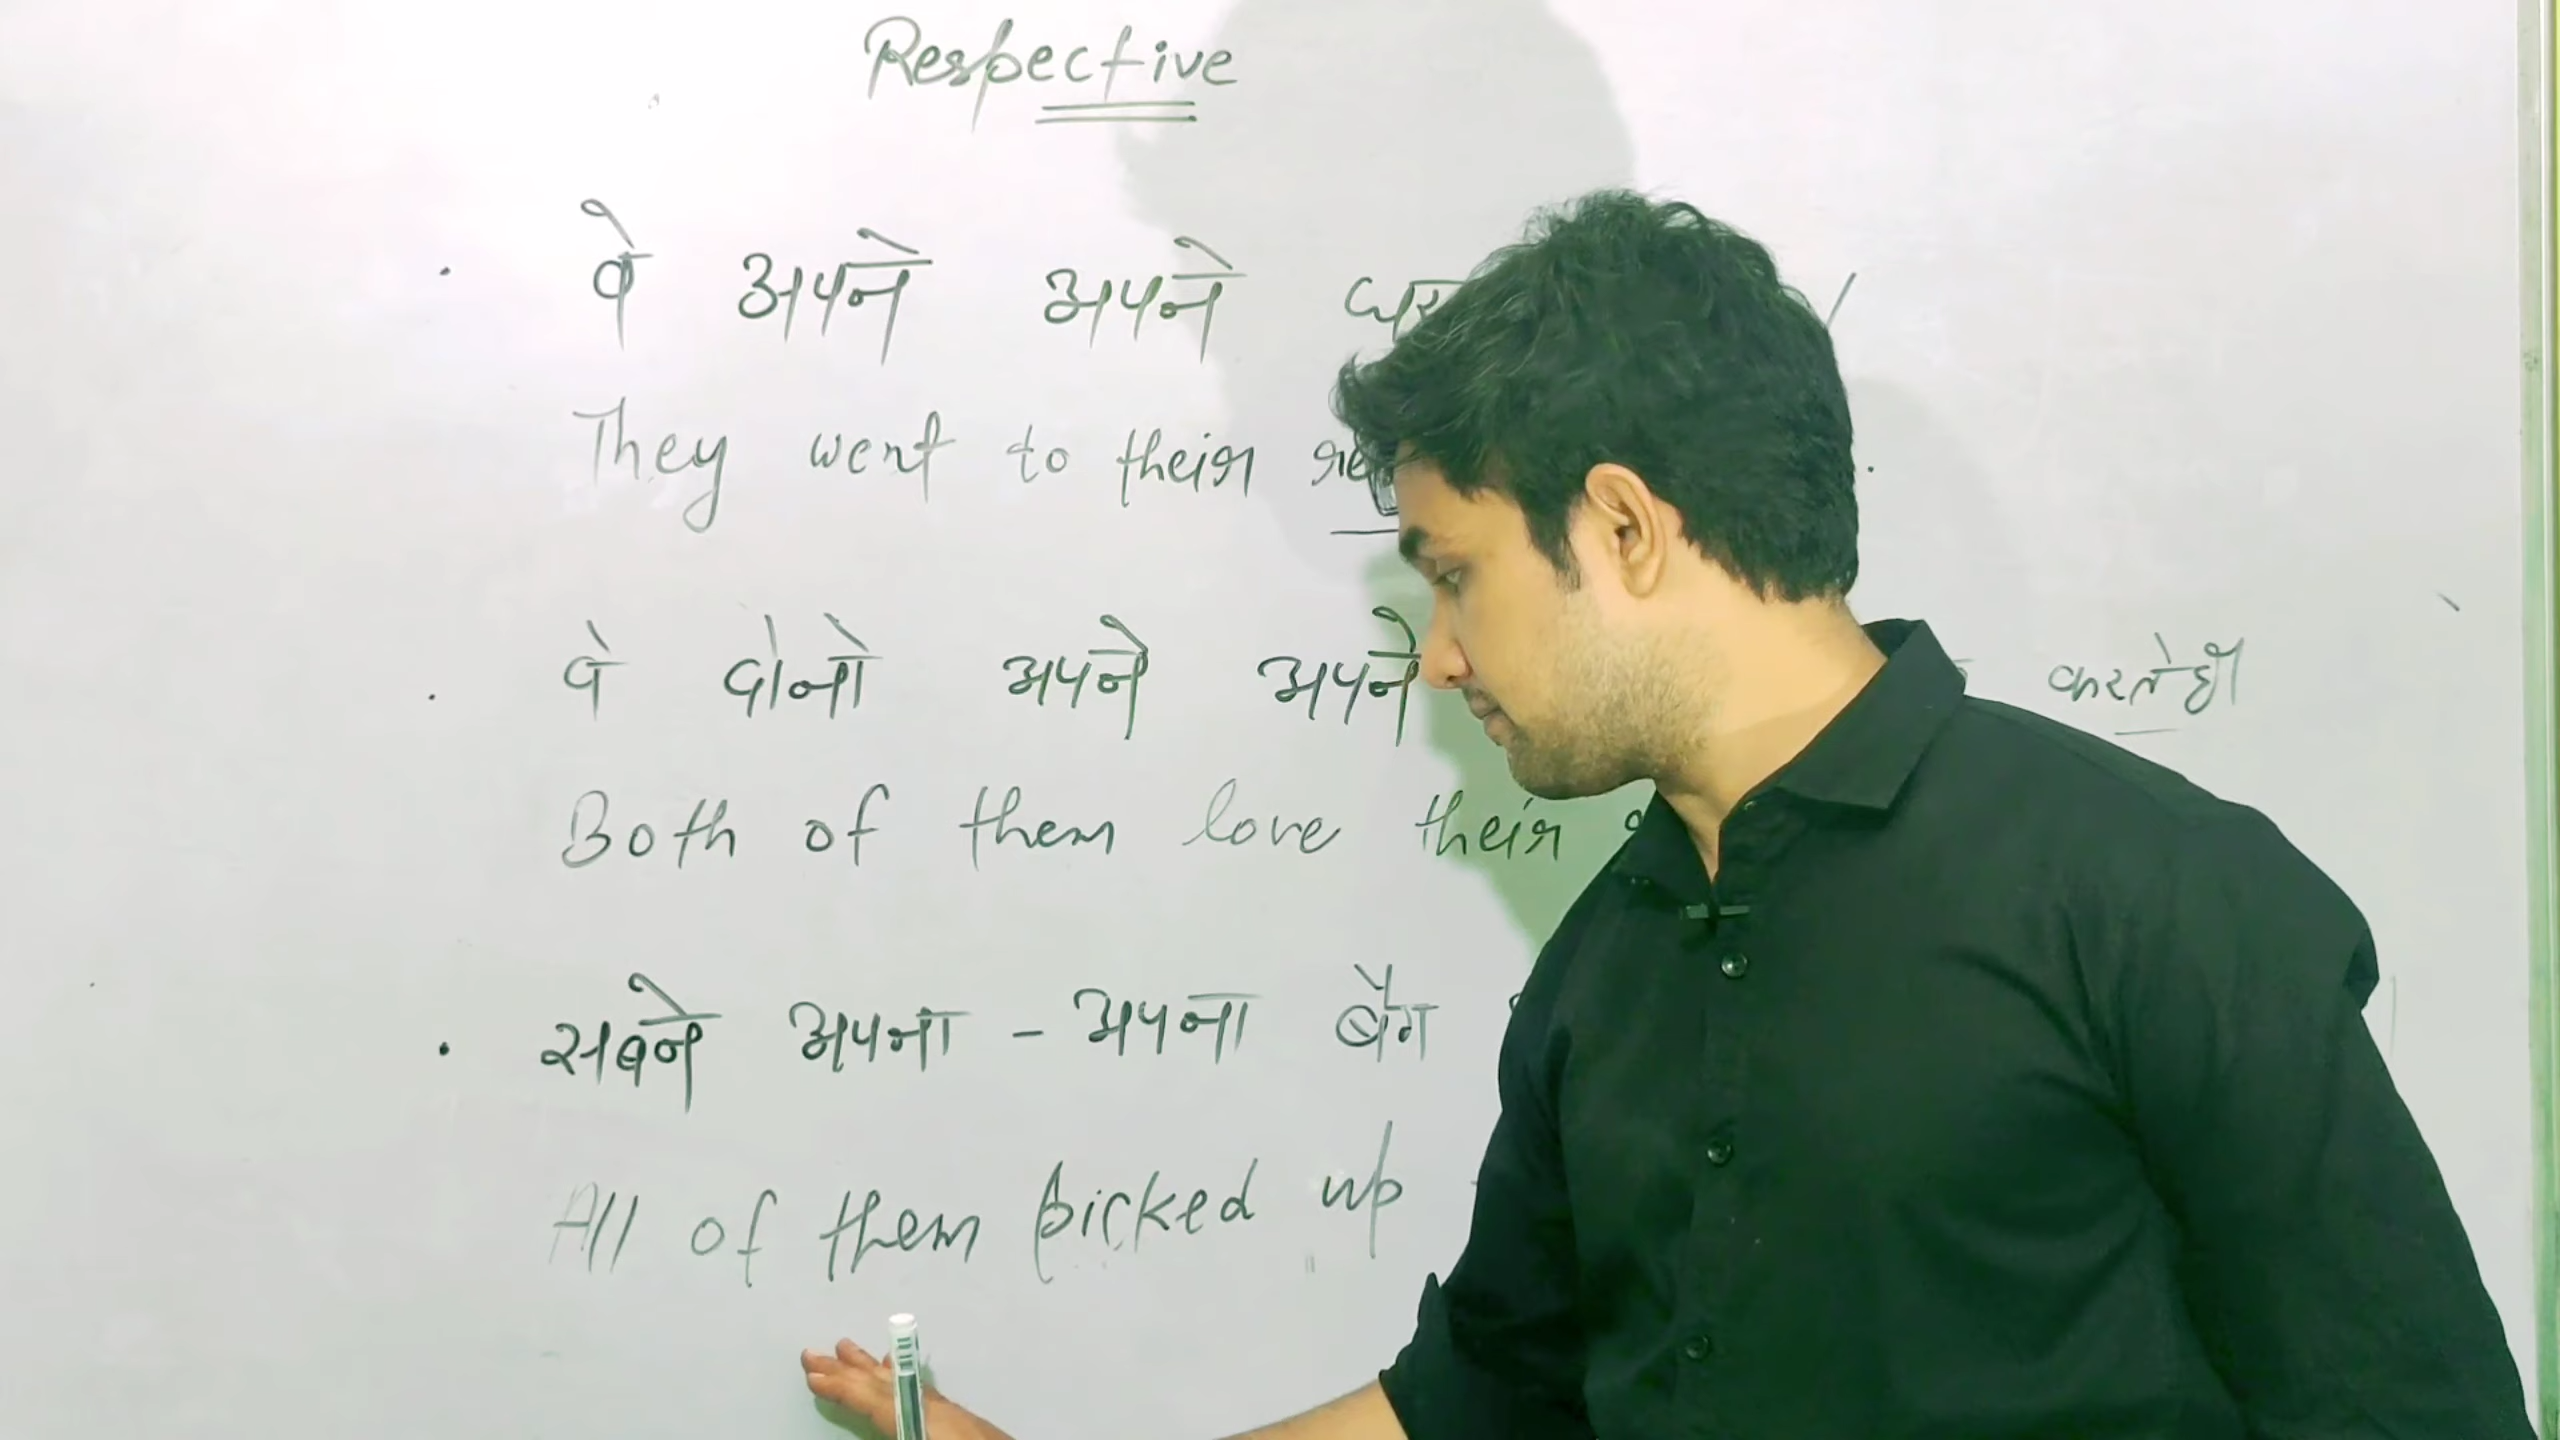 Respective
वे अपने अपने घर
They went to their
वे दोनों अपने अपने करते हैं
Both of them love their
सबने अपना - अपना बैग
All of them picked up